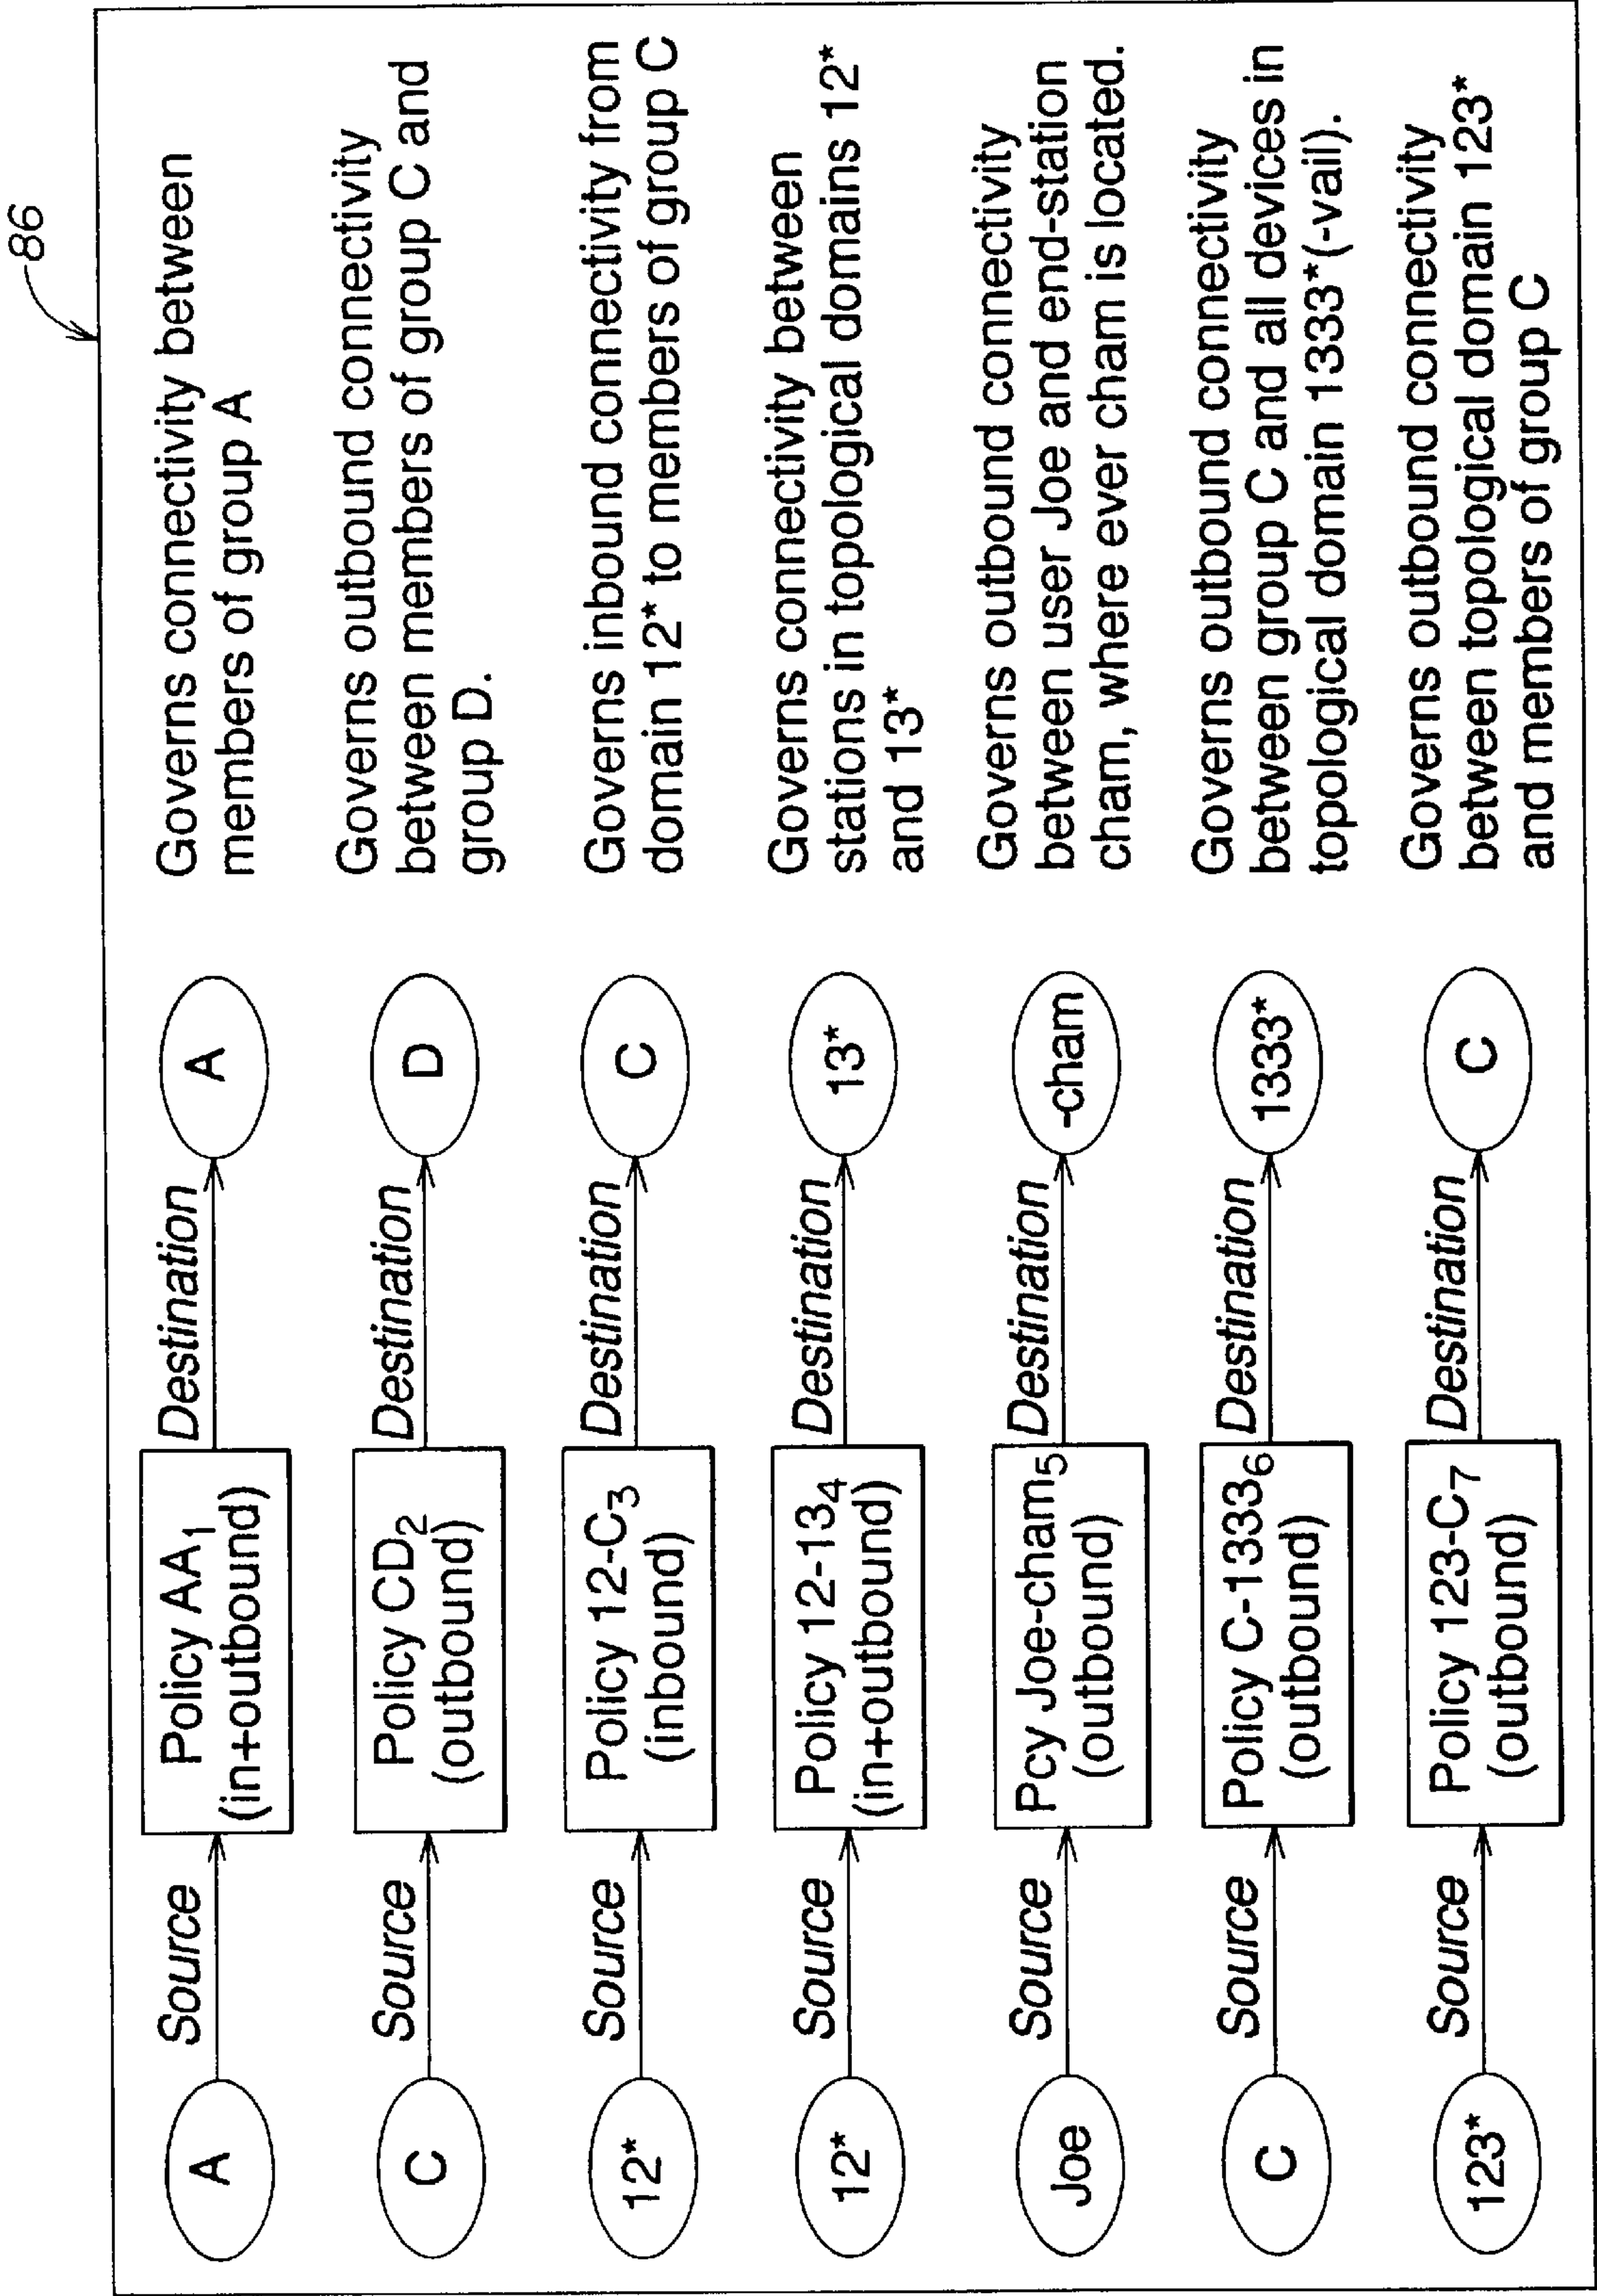 86
A
Source
Policy AA1
(in+outbound)
Destination
A
Governs connectivity between
members of group A
C
Source
Policy CD2
(outbound)
Destination
D
Governs outbound connectivity
between members of group C and
group D.
12*
Source
Policy 12-C3
(inbound)
Destination
C
Governs inbound connectivity from
domain 12* to members of group C
12*
Source
Policy 12-134
(in+outbound)
Destination
13*
Governs connectivity between
stations in topological domains 12*
and 13*
Joe
Source
Pcy Joe-cham5
(outbound)
Destination
-cham
Governs outbound connectivity
between user Joe and end-station
cham, where ever cham is located.
C
Source
Policy C-13336
(outbound)
Destination
1333*
Governs outbound connectivity
between group C and all devices in
topological domain 1333*(-vail).
123*
Source
Policy 123-C7
(outbound)
Destination
C
Governs outbound connectivity
between topological domain 123*
and members of group C